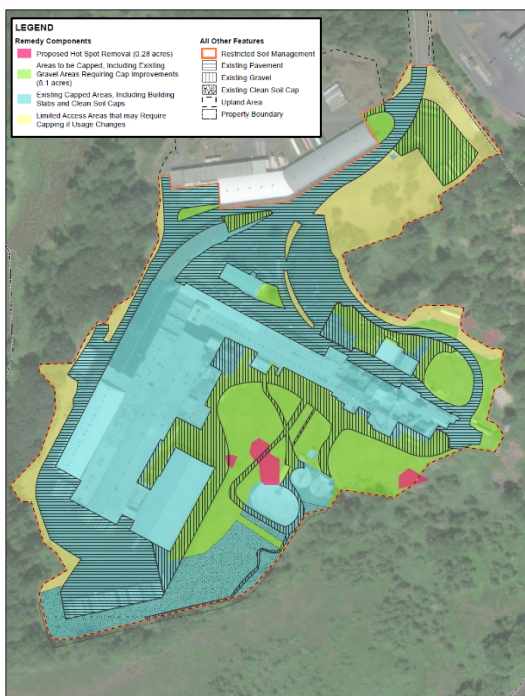 LEGEND
Remedy Components
Proposed Hot Spot Removal (0.28 acres)
Areas to be Capped, Including Existing
Gravel Areas Requiring Cap Improvements
(6.1 acres)
Existing Capped Areas, Including Building
Slabs and Clean Soil Caps
Limited Access Areas that may Require
Capping if Usage Changes
All Other Features
Restricted Soil Management
Existing Pavement
Existing Gravel
Existing Clean Soil Cap
Upland Area
Property Boundary